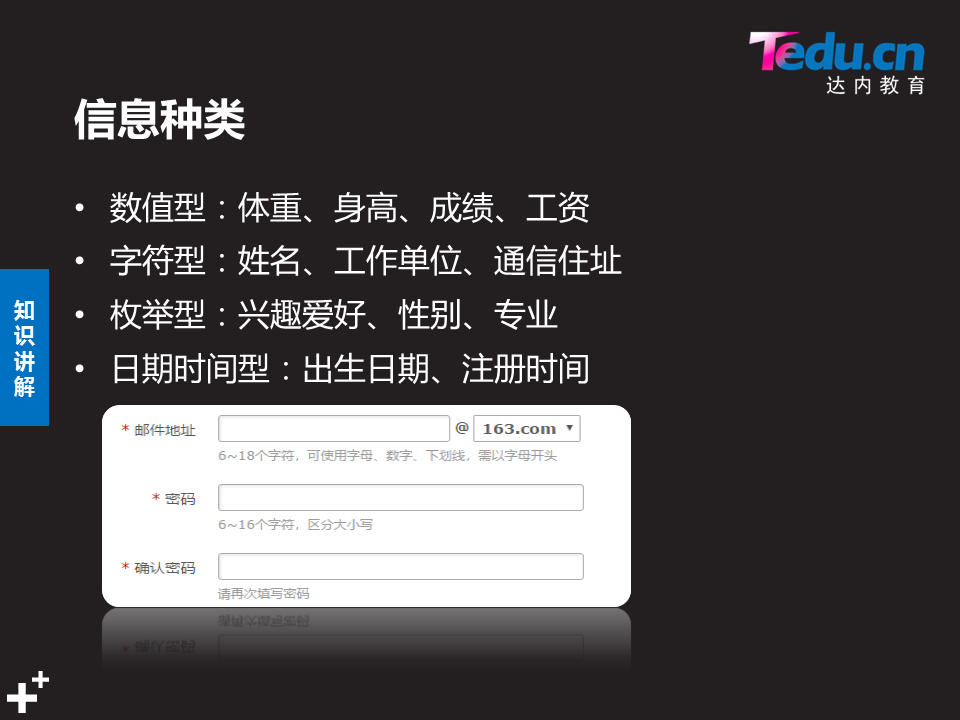 Tedu.cn
达内教育
信息种类
• 数值型：体重、身高、成绩、工资
• 字符型：姓名、工作单位、通信住址
• 枚举型：兴趣爱好、性别、专业
• 日期时间型：出生日期、注册时间
知识讲解
* 邮件地址 @ 163.com ▼
6~18个字符，可使用字母、数字、下划线，需以字母开头
* 密码
6~16个字符，区分大小写
* 确认密码
请再次填写密码